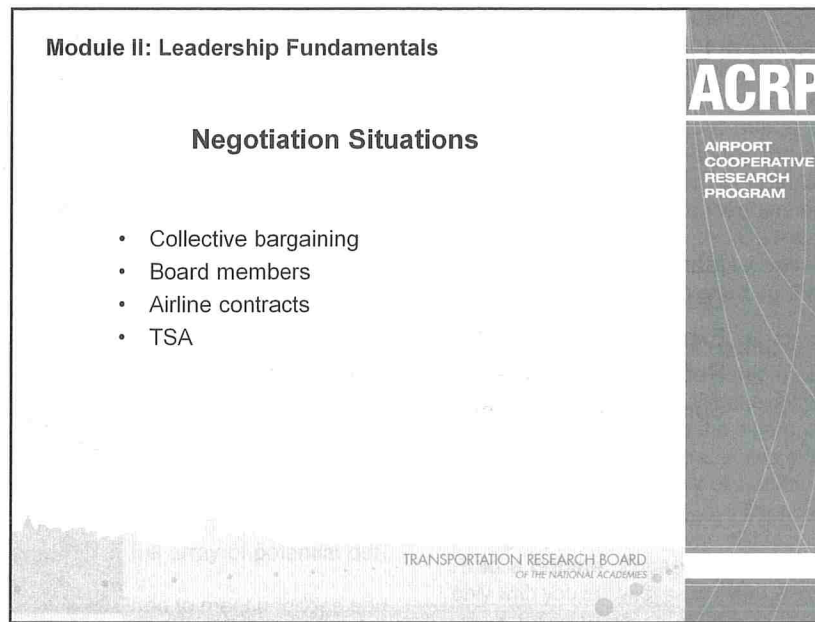 Module II: Leadership Fundamentals
ACRP
AIRPORT
COOPERATIVE
RESEARCH
PROGRAM
Negotiation Situations
• Collective bargaining
• Board members
• Airline contracts
• TSA
TRANSPORTATION RESEARCH BOARD
OF THE NATIONAL ACADEMIES